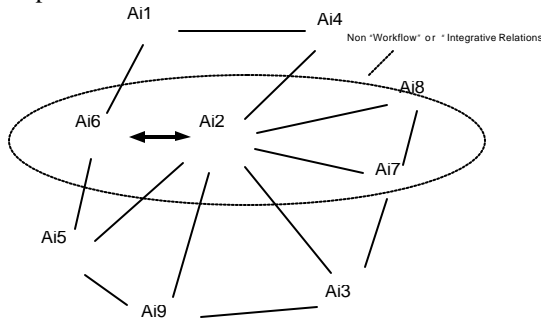 Ai1
Ai4
Non "Workflow" or " Integrative Relations
Ai8
Ai6
Ai2
Ai7
Ai5
Ai3
Ai9